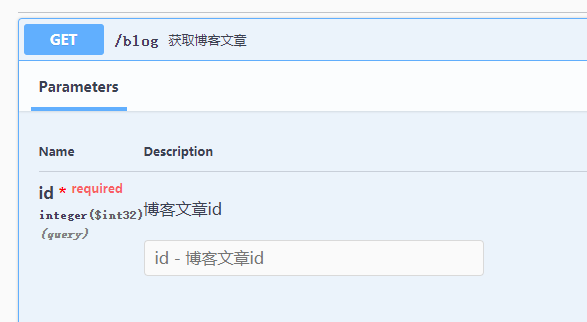 GET /blog 获取博客文章
Parameters
Name Description
id * required
integer($int32)
(query)
博客文章id
id - 博客文章id